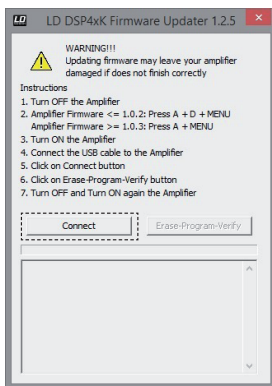 LD LD DSP4xK Firmware Updater 1.2.5 ×
WARNING!!!
Updating firmware may leave your amplifier
damaged if does not finish correctly
Instructions
1. Turn OFF the Amplifier
2. Amplifier Firmware <= 1.0.2: Press A + D + MENU
Amplifier Firmware >= 1.0.3: Press A + MENU
3. Turn ON the Amplifier
4. Connect the USB cable to the Amplifier
5. Click on Connect button
6. Click on Erase-Program-Verify button
7. Turn OFF and Turn ON again the Amplifier
Connect Erase-Program-Verify